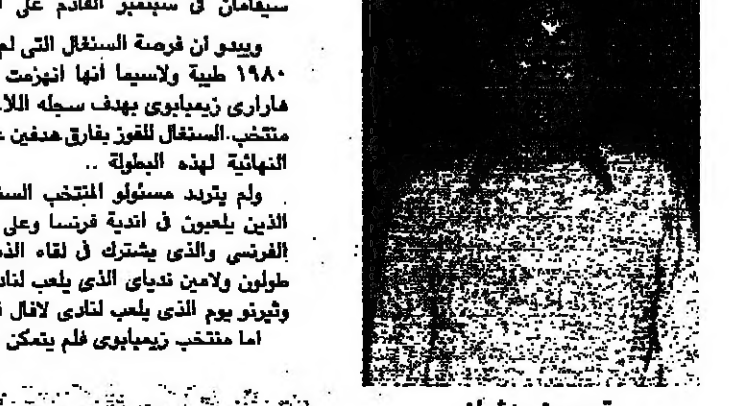 سيقامان في سبتمبر القادم على
ويبدو ان فرصة السنغال التى لم
١٩٨٠ طيبة ولاسيما أنها انهزمت
هارارى زيمبابوى بهدف سجله اللا
منتخب السنغال للفوز بفارق هدفين
النهائية لهذه البطولة ..
ولم يتردد مسئولو المنتخب السنـ
الذين يلعبون فى اندية فرنسا وعلى
الفرنسي والذى يشترك فى لقاء الذ
طولون ولامين ندياى الذى يلعب لناد
وثيرنو يوم الذى يلعب لنادى لافال
اما منتخب زيمبابوى فلم يتمكن